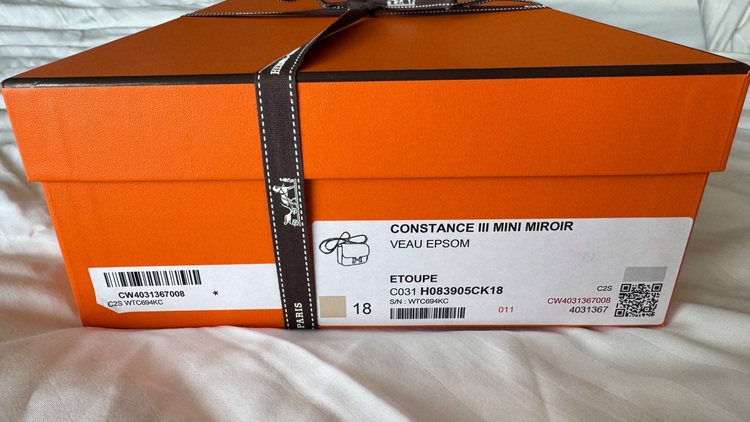 PARIS
CW4031367008 *
C2S WTC694KC
CONSTANCE III MINI MIROIR
VEAU EPSOM
ETOUPE
C031 H083905CK18
S/N : WTC694KC
18
011
C2S
CW4031367008
4031367